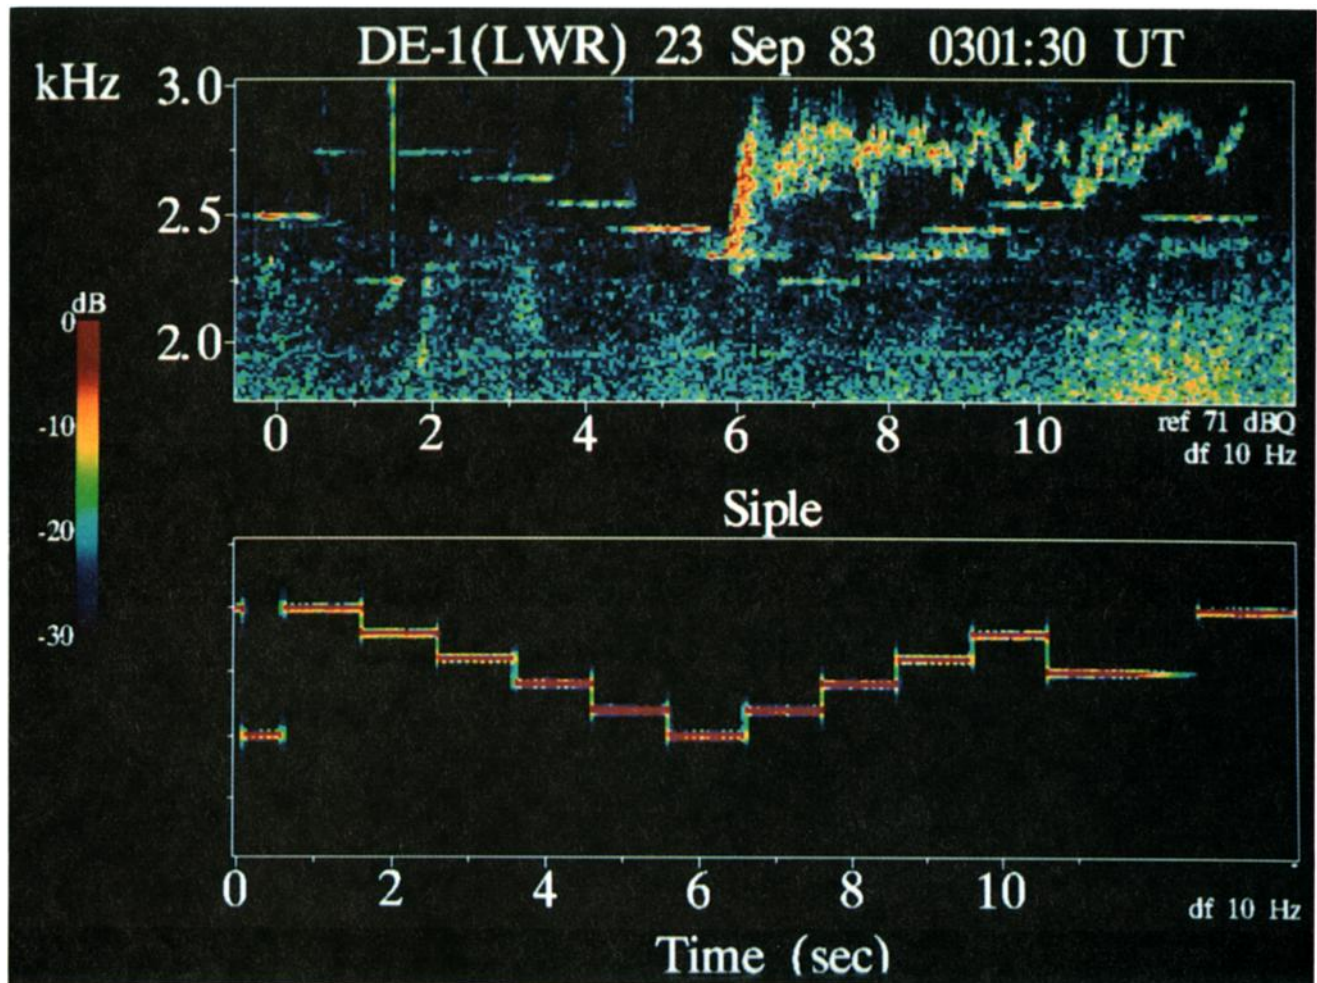 DE-1(LWR) 23 Sep 83 0301:30 UT
kHz
3.0
2.5
2.0
dB
0
-10
-20
-30
0 2 4 6 8 10
ref 71 dBQ
df 10 Hz
Siple
0 2 4 6 8 10
df 10 Hz
Time (sec)